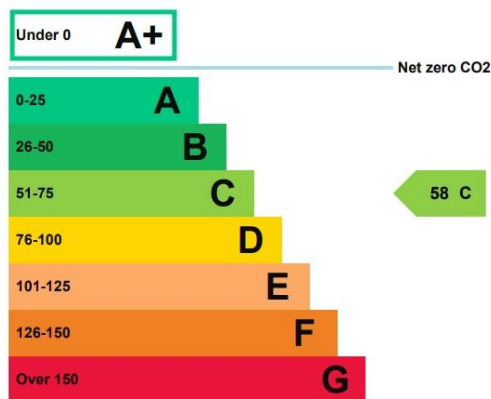 Under 0 A+
Net zero CO2
0-25 A
26-50 B
51-75 C
58 C
76-100 D
101-125 E
126-150 F
Over 150 G